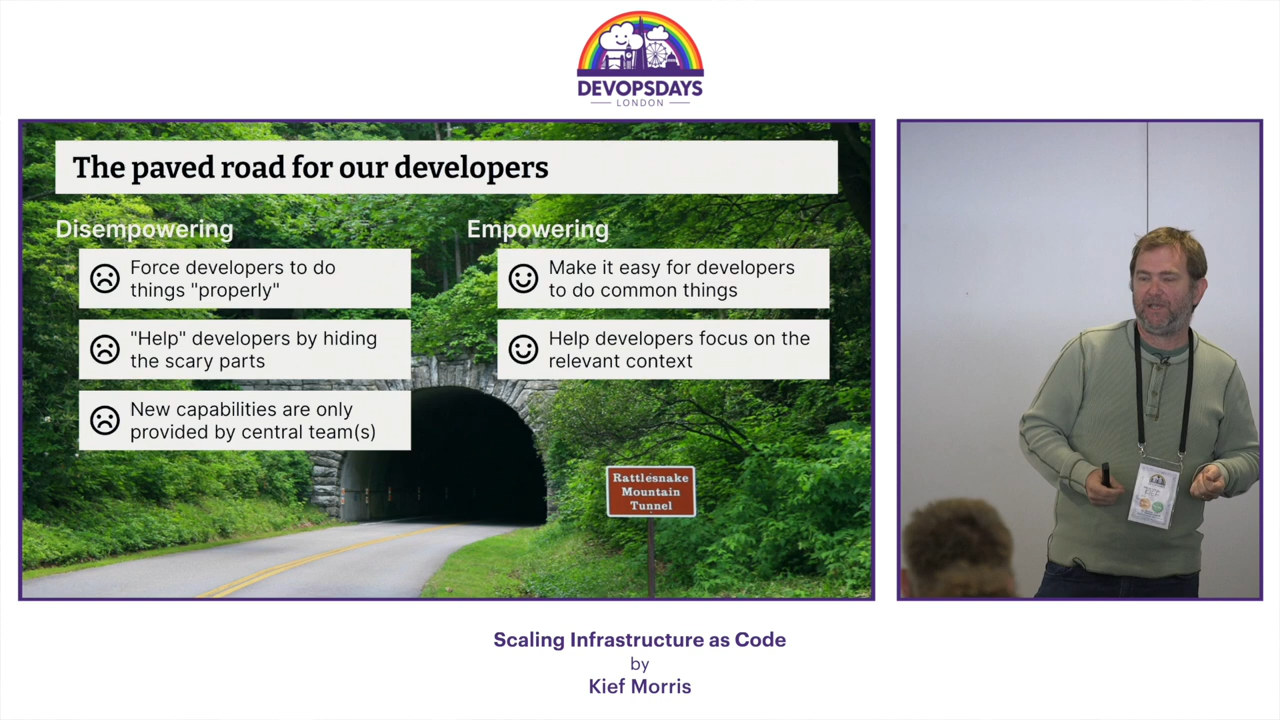 DEVOPSDAYS
LONDON
The paved road for our developers
Disempowering
Force developers to do
things "properly"
"Help" developers by hiding
the scary parts
New capabilities are only
provided by central team(s)
Empowering
Make it easy for developers
to do common things
Help developers focus on the
relevant context
Rattlesnake
Mountain
Tunnel
Scaling Infrastructure as Code
by
Kief Morris